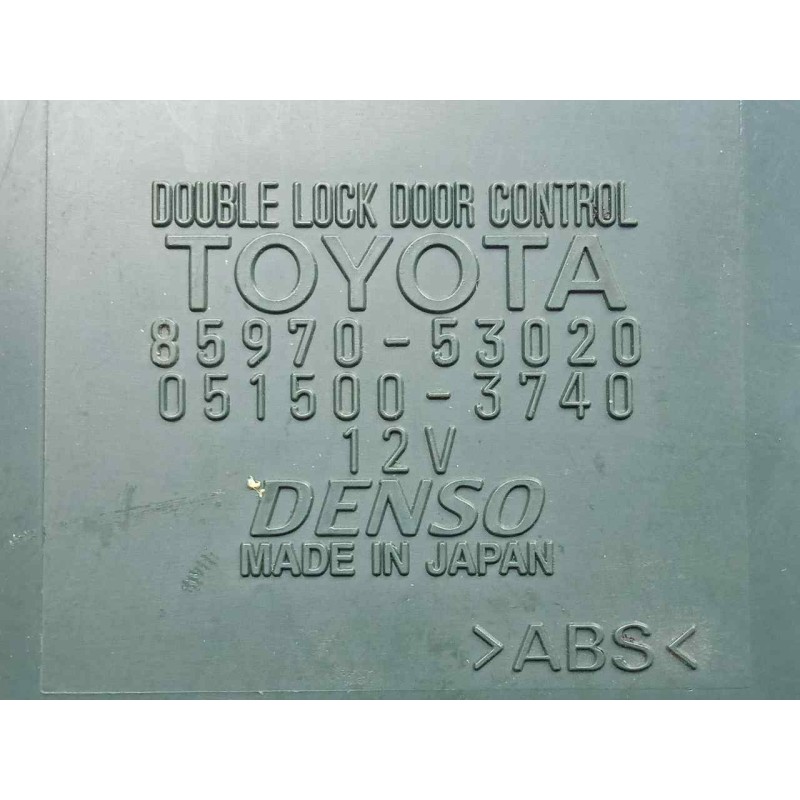 DOUBLE LOCK DOOR CONTROL
TOYOTA
85970-53020
051500-3740
12V
DENSO
MADE IN JAPAN
>ABS<